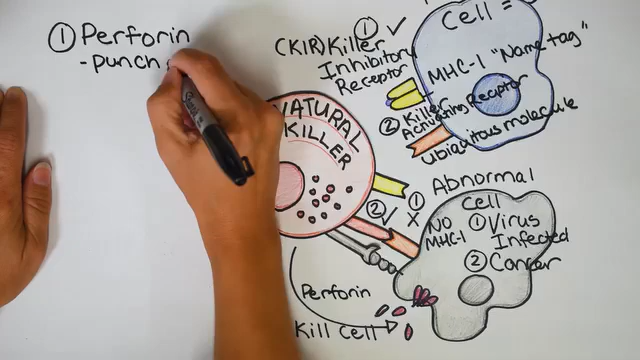 ① Perforin
-punch
(KIR) Killer ① ✓
Inhibitory
Receptor
② Killer
Activating Receptor
ubiquitous molecule
Cell =
MHC-1 "Name-tag"
NATURAL
KILLER
② ✓
① X
Abnormal
Cell
NO
MHC-1
① Virus
Infected
② Cancer
Perforin
Kill Cell